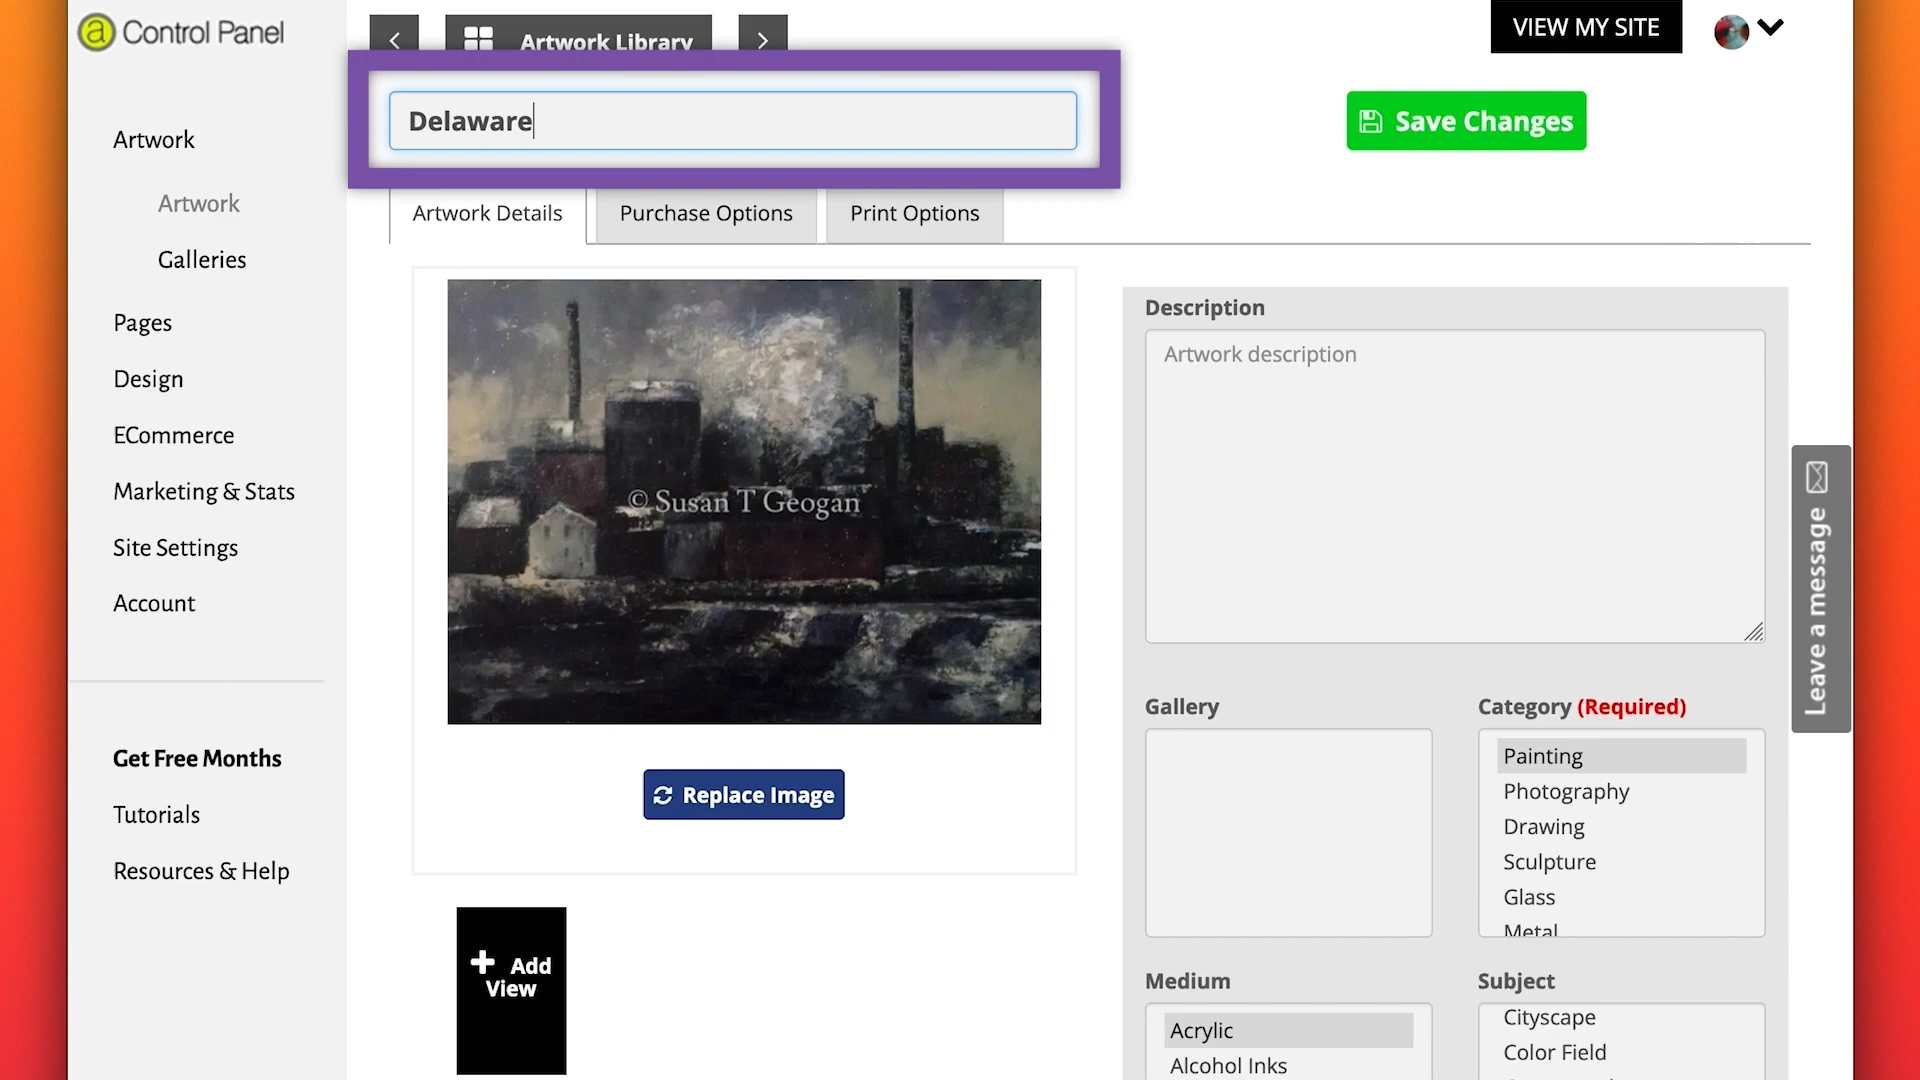 a Control Panel
Artwork Library
VIEW MY SITE
Delaware
Save Changes
Artwork
Artwork
Galleries
Pages
Design
ECommerce
Marketing & Stats
Site Settings
Account
Get Free Months
Tutorials
Resources & Help
Artwork Details
Purchase Options
Print Options
© Susan T Geogan
Replace Image
Add
View
Description
Artwork description
Gallery
Category (Required)
Painting
Photography
Drawing
Sculpture
Glass
Metal
Medium
Acrylic
Alcohol Inks
Subject
Cityscape
Color Field
Leave a message